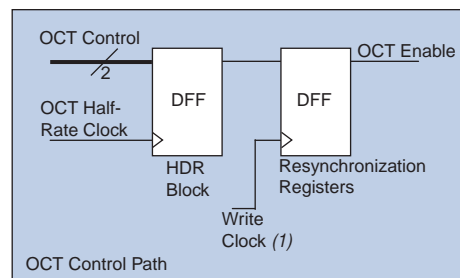 OCT Control
2
OCT Half-
Rate Clock
DFF
HDR
Block
DFF
Resynchronization
Registers
OCT Enable
Write
Clock (1)
OCT Control Path